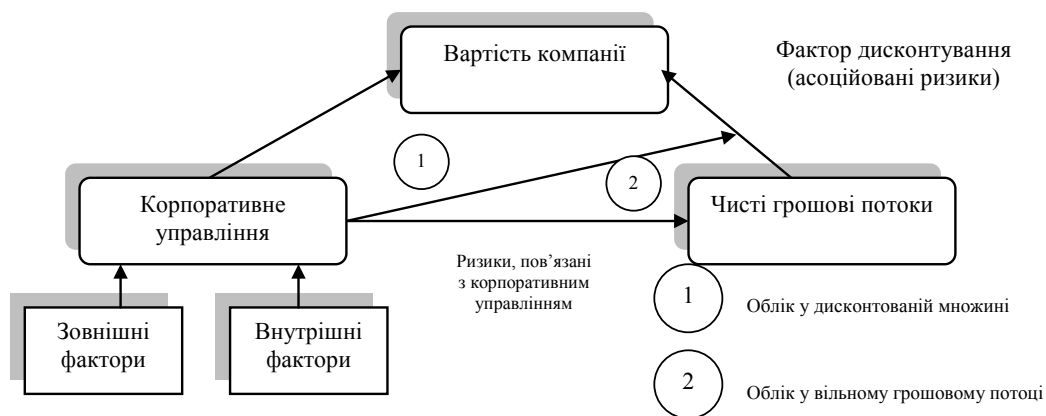 Вартість компанії
Фактор дисконтування
(асоційовані ризики)
1
2
Корпоративне
управління
Чисті грошові потоки
Ризики, пов’язані
з корпоративним
управлінням
1
Облік у дисконтованій множині
Зовнішні
фактори
Внутрішні
фактори
2
Облік у вільному грошовому потоці